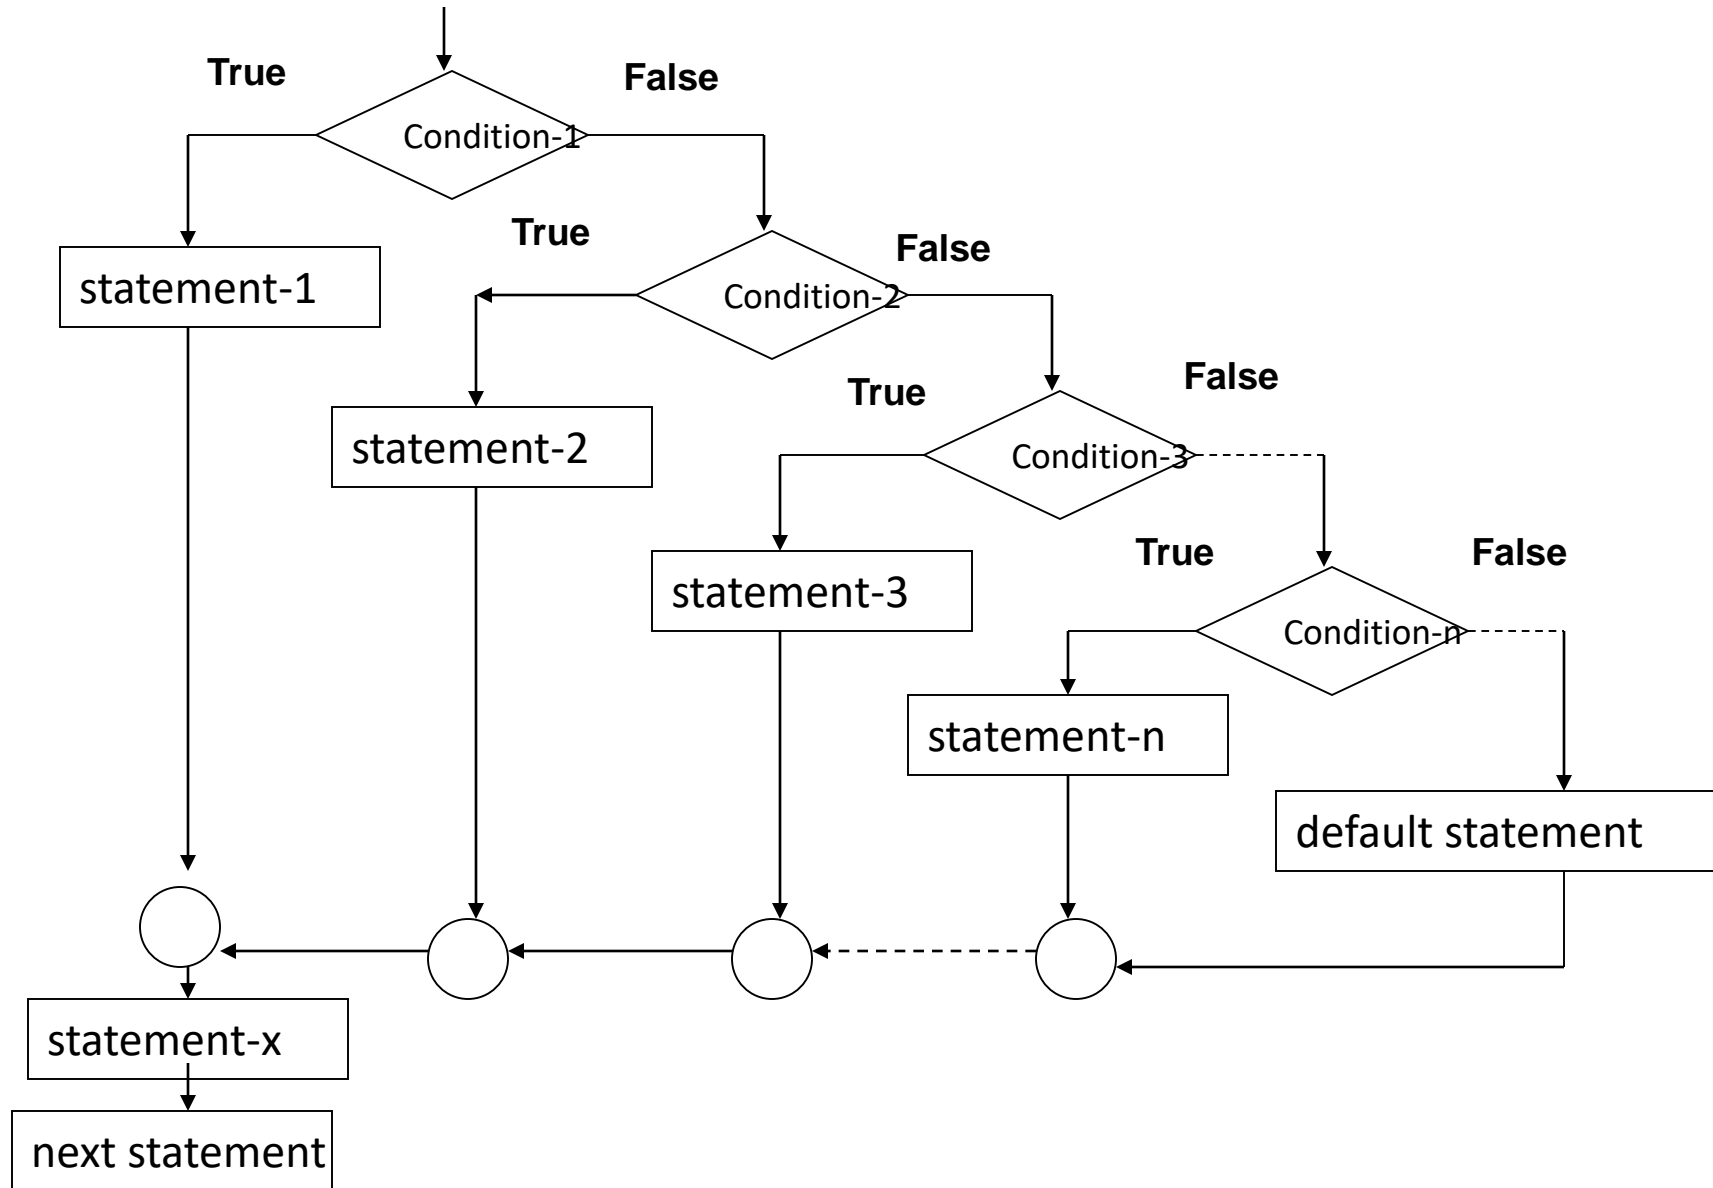 True
False
Condition-1
True
False
statement-1
Condition-2
True
False
statement-2
Condition-3
True
False
statement-3
Condition-n
statement-n
default statement
statement-x
next statement